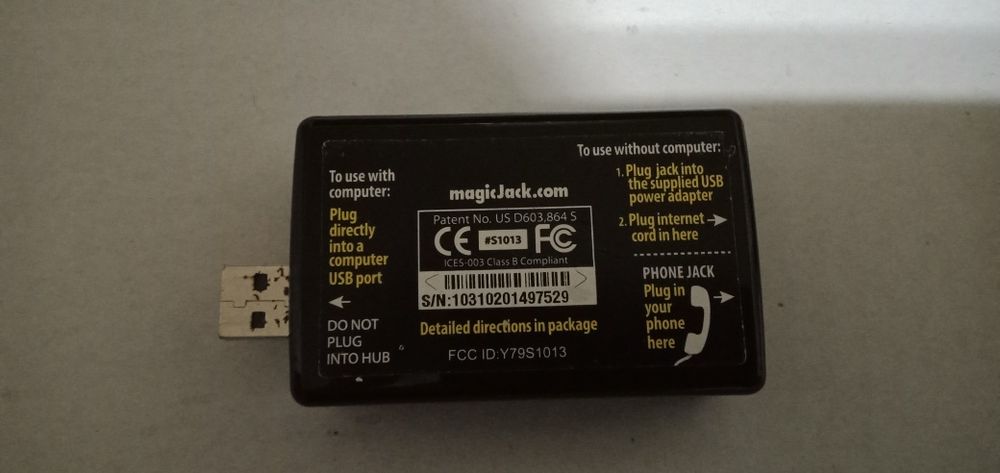 To use with
computer:
Plug
directly
into a
computer
USB port
DO NOT
PLUG
INTO HUB
magicJack.com
Patent No. US D603,864 S
CE #S1013 FC
ICES-003 Class B Compliant
S/N:10310201497529
Detailed directions in package
FCC ID:Y79S1013
To use without computer:
1. Plug jack into
the supplied USB
power adapter
2. Plug internet
cord in here
PHONE JACK
Plug in
your
phone
here